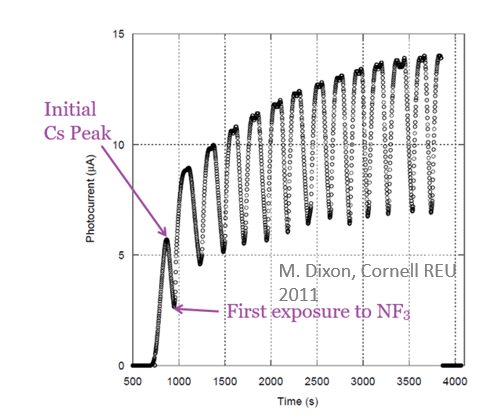 15
10
5
0
Photocurrent (µA)
Initial
Cs Peak
M. Dixon, Cornell REU
2011
First exposure to NF₃
500 1000 1500 2000 2500 3000 3500 4000
Time (s)